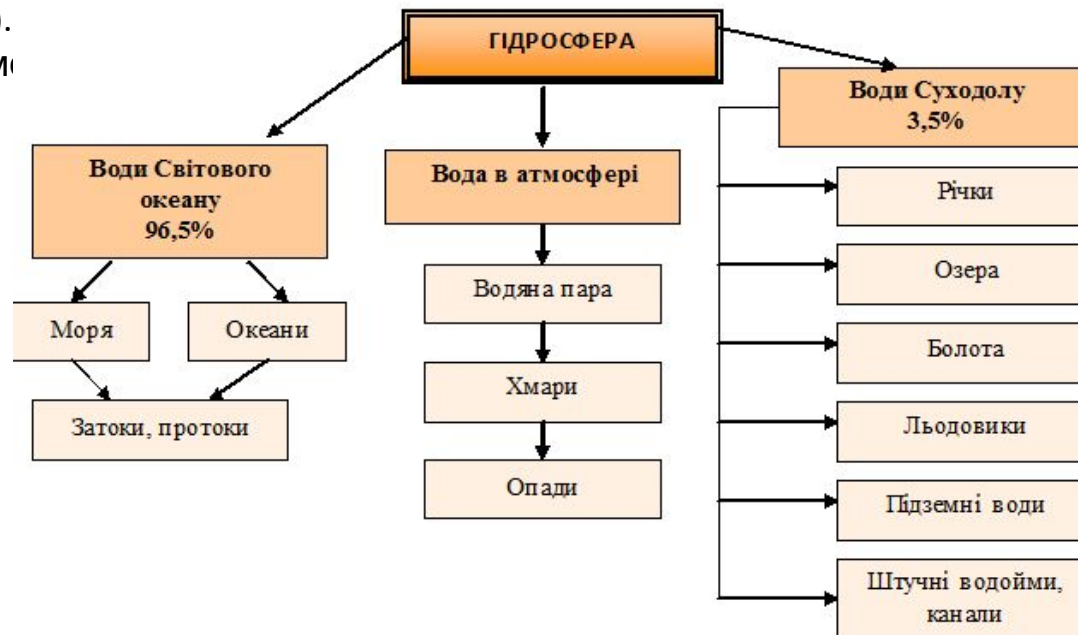 ).
ГІДРОСФЕРА
Води Світового
океану
96,5%
Моря
Океани
Затоки, протоки
Вода в атмосфері
Водяна пара
Хмари
Опади
Води Суходолу
3,5%
Річки
Озера
Болота
Льодовики
Підземні води
Штучні водойми,
канали